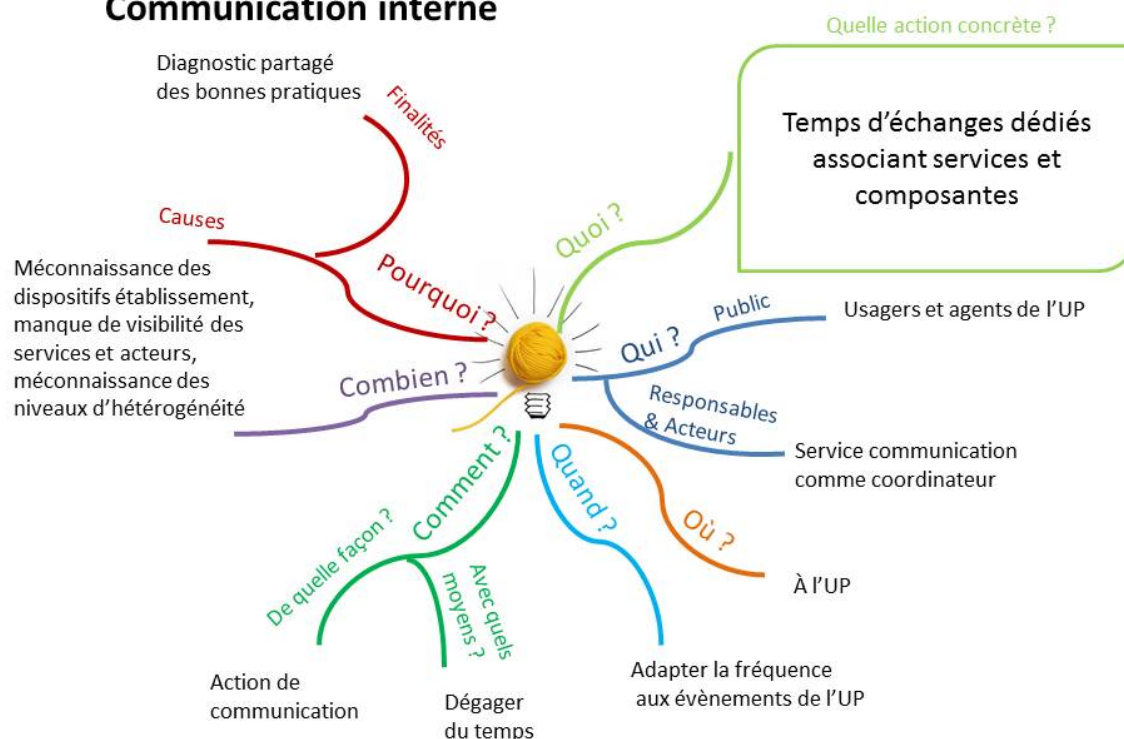 Communication interne
Quelle action concrète ?
Temps d’échanges dédiés
associant services et
composantes
Quoi ?
Diagnostic partagé
des bonnes pratiques
Finalités
Causes
Pourquoi ?
Méconnaissance des
dispositifs établissement,
manque de visibilité des
services et acteurs,
méconnaissance des
niveaux d’hétérogénéité
Combien ?
Qui ?
Public
Usagers et agents de l’UP
Responsables
& Acteurs
Service communication
comme coordinateur
Où ?
À l’UP
Quand ?
Adapter la fréquence
aux évènements de l’UP
Comment ?
De quelle façon ?
Action de
communication
Avec quels
moyens ?
Dégager
du temps